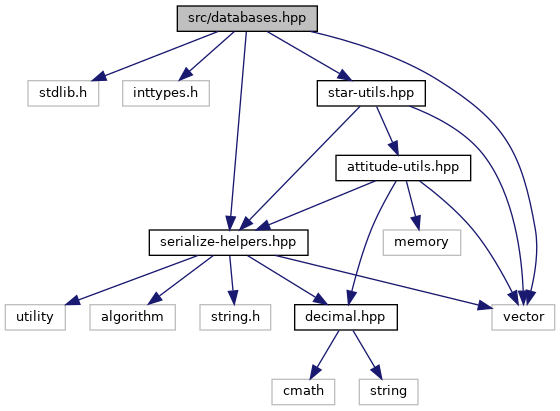 src/databases.hpp
stdlib.h
inttypes.h
star-utils.hpp
attitude-utils.hpp
serialize-helpers.hpp
memory
utility
algorithm
string.h
decimal.hpp
vector
cmath
string